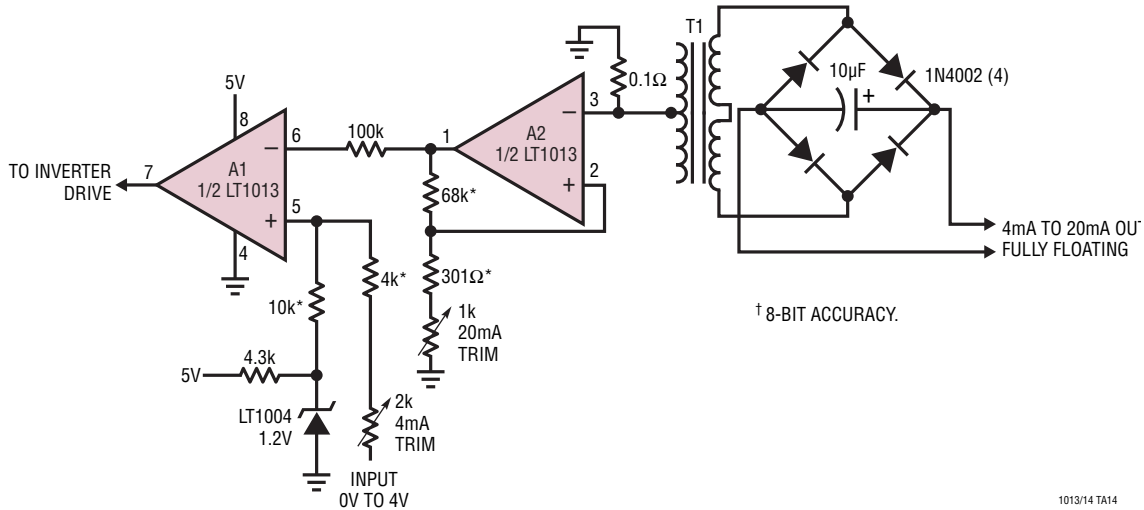 T1
0.1Ω
10µF
+
1N4002 (4)
5V
8
3
6
100k
1
–
A2
1/2 LT1013
–
A1
1/2 LT1013
7
TO INVERTER
DRIVE
68k*
2
+
5
+
4
4k*
301Ω*
10k*
1k
20mA
TRIM
4mA TO 20mA OUT
FULLY FLOATING
† 8-BIT ACCURACY.
4.3k
5V
LT1004
1.2V
2k
4mA
TRIM
INPUT
0V TO 4V
1013/14 TA14